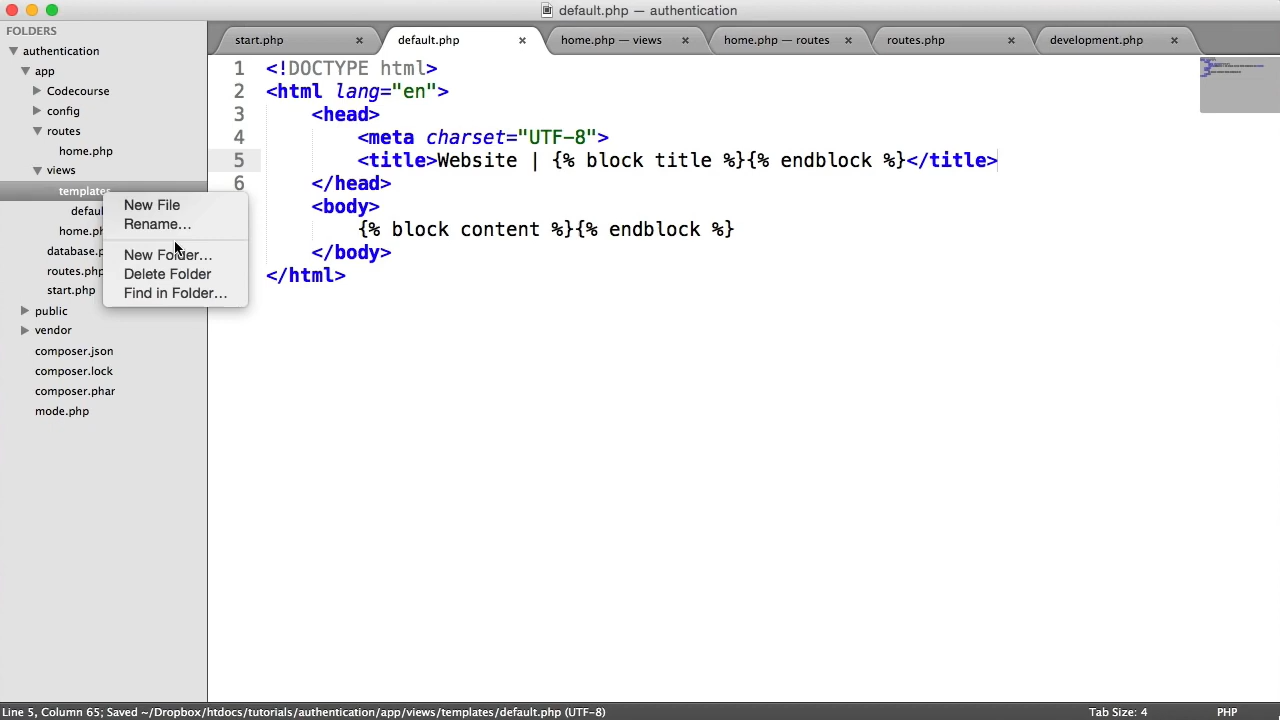 default.php — authentication
FOLDERS
authentication
app
Codecourse
config
routes
home.php
views
templates
database.p
routes.php
start.php
public
vendor
composer.json
composer.lock
composer.phar
mode.php
New File
Rename...
New Folder...
Delete Folder
Find in Folder...
start.php
default.php
home.php — views
home.php — routes
routes.php
development.php
1 <!DOCTYPE html>
2 <html lang="en">
3 <head>
4 <meta charset="UTF-8">
5 <title>Website | {% block title %}{% endblock %}</title>
6 </head>
<body>
{% block content %}{% endblock %}
</body>
</html>
Line 5, Column 65; Saved ~/Dropbox/htdocs/tutorials/authentication/app/views/templates/default.php (UTF-8)
Tab Size: 4
PHP